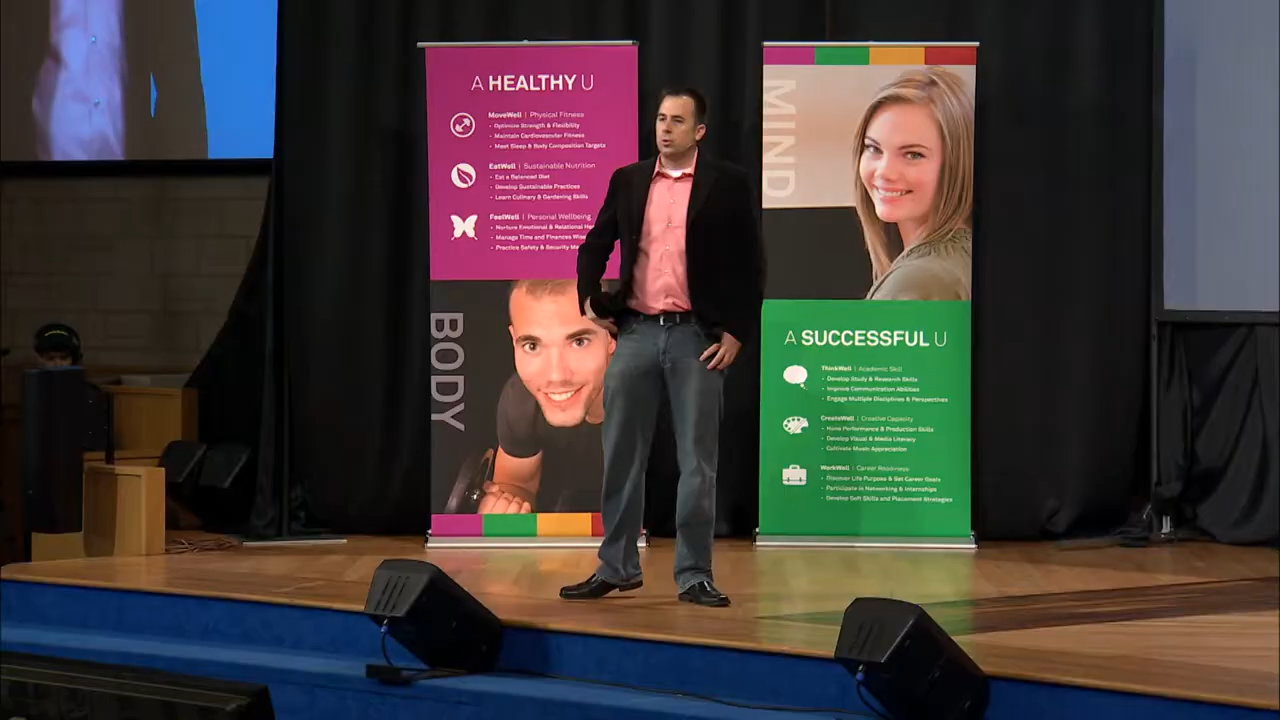 A HEALTHY U
MoveWell | Physical Fitness
• Optimize Strength & Flexibility
• Maintain Cardiovascular Fitness
• Meet Sleep & Body Composition Targets
EatWell | Sustainable Nutrition
• Eat a Balanced Diet
• Develop Sustainable Practices
• Learn Culinary & Gardening Skills
FeelWell | Personal Wellbeing
• Nurture Emotional & Relational
• Manage Time and Finances
• Practice Safety & Security
BODY
MIND
A SUCCESSFUL U
ThinkWell | Academic Skill
• Develop Study & Research Skills
• Improve Communication Abilities
• Engage Multiple Disciplines & Perspectives
CreateWell | Creative Capacity
• Hone Performance & Production Skills
• Develop Visual & Media Literacy
• Cultivate Music Appreciation
WorkWell | Career Readiness
• Discover Life Purpose & Set Career Goals
• Participate in Networking & Internships
• Develop Soft Skills and Placement Strategies